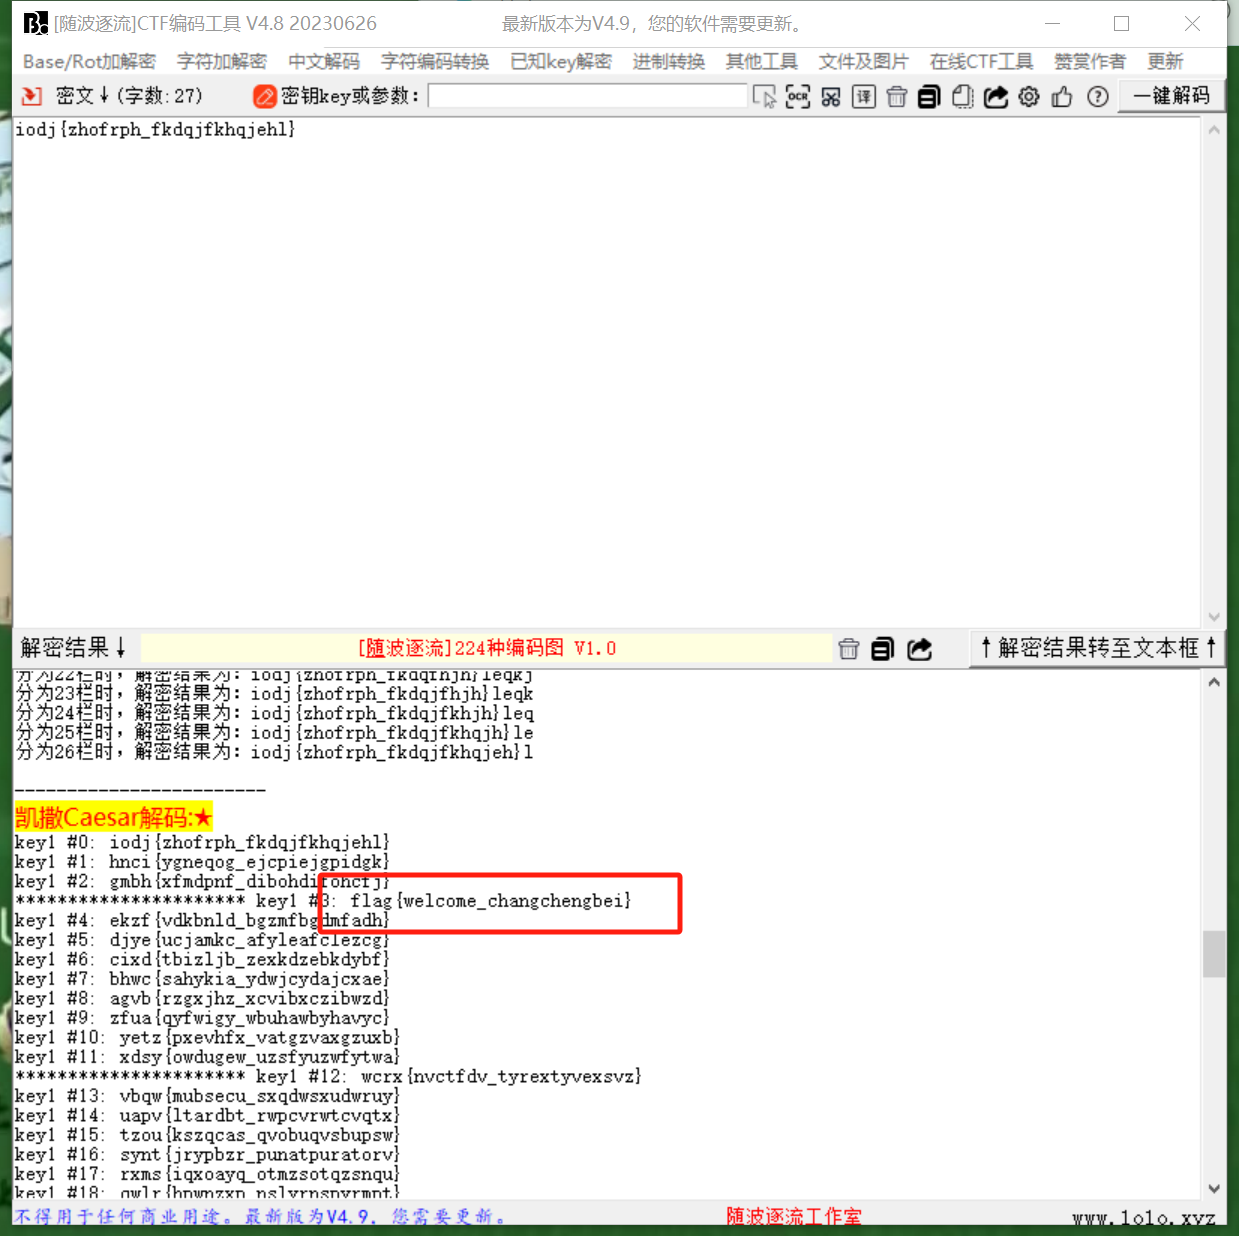 [随波逐流]CTF编码工具 V4.8 20230626 最新版本为V4.9，您的软件需要更新。
Base/Rot加解密 字符加解密 中文解码 字符编码转换 已知key解密 进制转换 其他工具 文件及图片 在线CTF工具 赞赏作者 更新
密文↓(字数:27) 密钥key或参数： OCR 译 一键解码
iodj{zhofrph_fkdqjfkhqjehl}
解密结果↓ [随波逐流]224种编码图 V1.0 ↑解密结果转至文本框↑
分为22栏时，解密结果为：iodj{zhofrph_fkdqfhjh}leqkj
分为23栏时，解密结果为：iodj{zhofrph_fkdqjfhjh}leqk
分为24栏时，解密结果为：iodj{zhofrph_fkdqjfkhjh}leq
分为25栏时，解密结果为：iodj{zhofrph_fkdqjfkhqjh}le
分为26栏时，解密结果为：iodj{zhofrph_fkdqjfkhqjeh}l
------------------------
凯撒Caesar解码:★
key1 #0: iodj{zhofrph_fkdqjfkhqjehl}
key1 #1: hnci{ygneqog_ejcpiejgpidgk}
key1 #2: gmbh{xfmdpnf_dibohdifohcfj}
********************** key1 #3: flag{welcome_changchengbei}
key1 #4: ekzf{vdkbnld_bgzmfbgdmfadh}
key1 #5: djye{ucjamkc_afyleafclezcg}
key1 #6: cixd{tbizljb_zexkdzebkdybf}
key1 #7: bhwc{sahykia_ydwjcydajcxae}
key1 #8: agvb{rzgxjhz_xcvibxczibwzd}
key1 #9: zfua{qyfwigy_wbuhawbyhavyc}
key1 #10: yetz{pxevhfx_vatgzvaxgzuxb}
key1 #11: xdsy{owdugew_uzsfyuzwfytwa}
********************** key1 #12: wcrx{nvctfdv_tyrextyvexsvz}
key1 #13: vbqw{mubsecu_sxqdwsxudwruy}
key1 #14: uapv{ltardbt_rwpcvrwtcvqtx}
key1 #15: tzou{kszqcas_qvobuqvsbupsw}
key1 #16: synt{jrypbzr_punatpuratorv}
key1 #17: rxms{iqxoayq_otmzsotqzsnqu}
key1 #18: qwlr{hpwnzxp_nslyrnspyrmpt}
不得用于任何商业用途。最新版为V4.9，您需要更新。 随波逐流工作室 www.1o1o.xyz